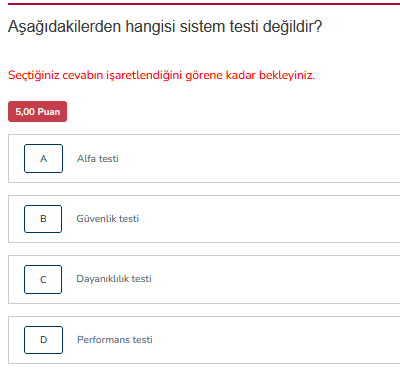 Aşağıdakilerden hangisi sistem testi değildir?
Seçtiğiniz cevabın işaretlendiğini görene kadar bekleyiniz.
5,00 Puan
A Alfa testi
B Güvenlik testi
C Dayanıklılık testi
D Performans testi